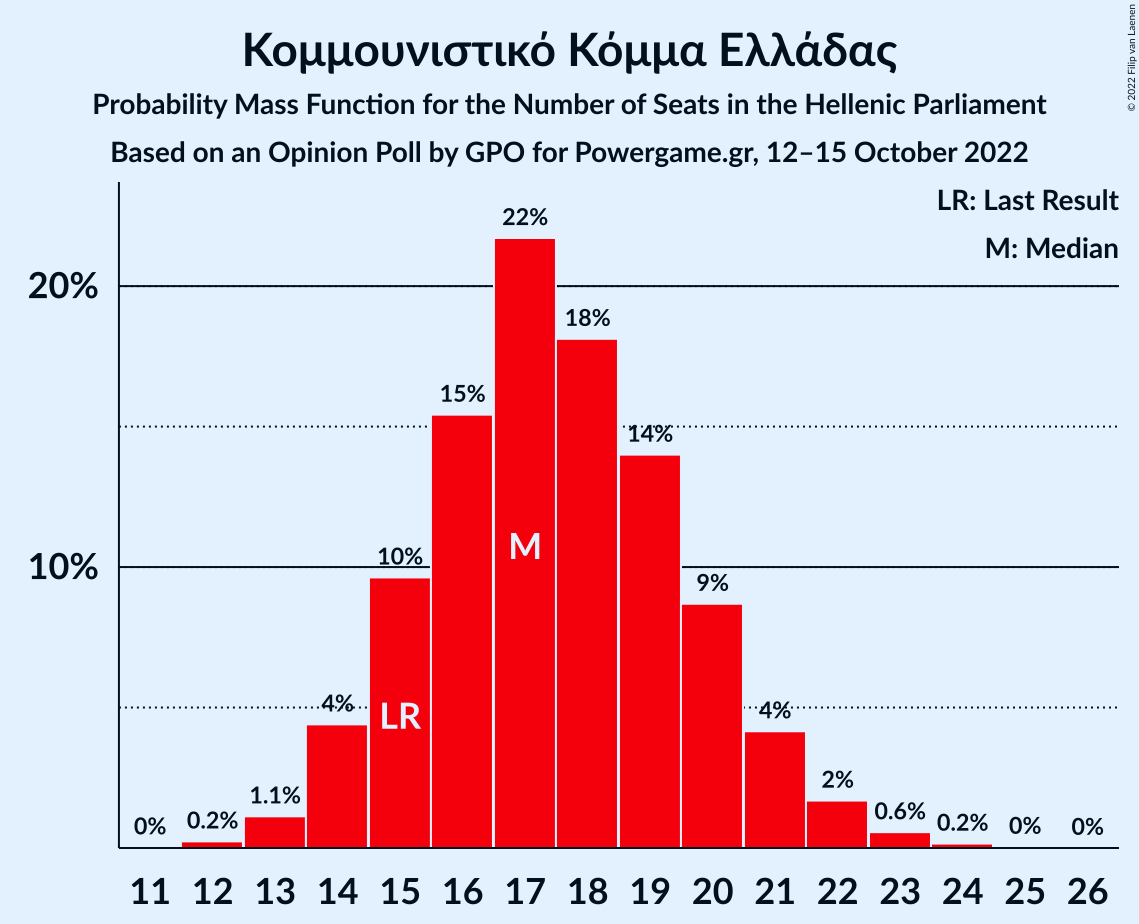 Κομμουνιστικό Κόμμα Ελλάδας
Probability Mass Function for the Number of Seats in the Hellenic Parliament
Based on an Opinion Poll by GPO for Powergame.gr, 12–15 October 2022
© 2022 Filip van Laenen
LR: Last Result
M: Median
20%
10%
0%
0.2%
1.1%
4%
10%
15%
22%
18%
14%
9%
4%
2%
0.6%
0.2%
0%
0%
LR
M
11 12 13 14 15 16 17 18 19 20 21 22 23 24 25 26